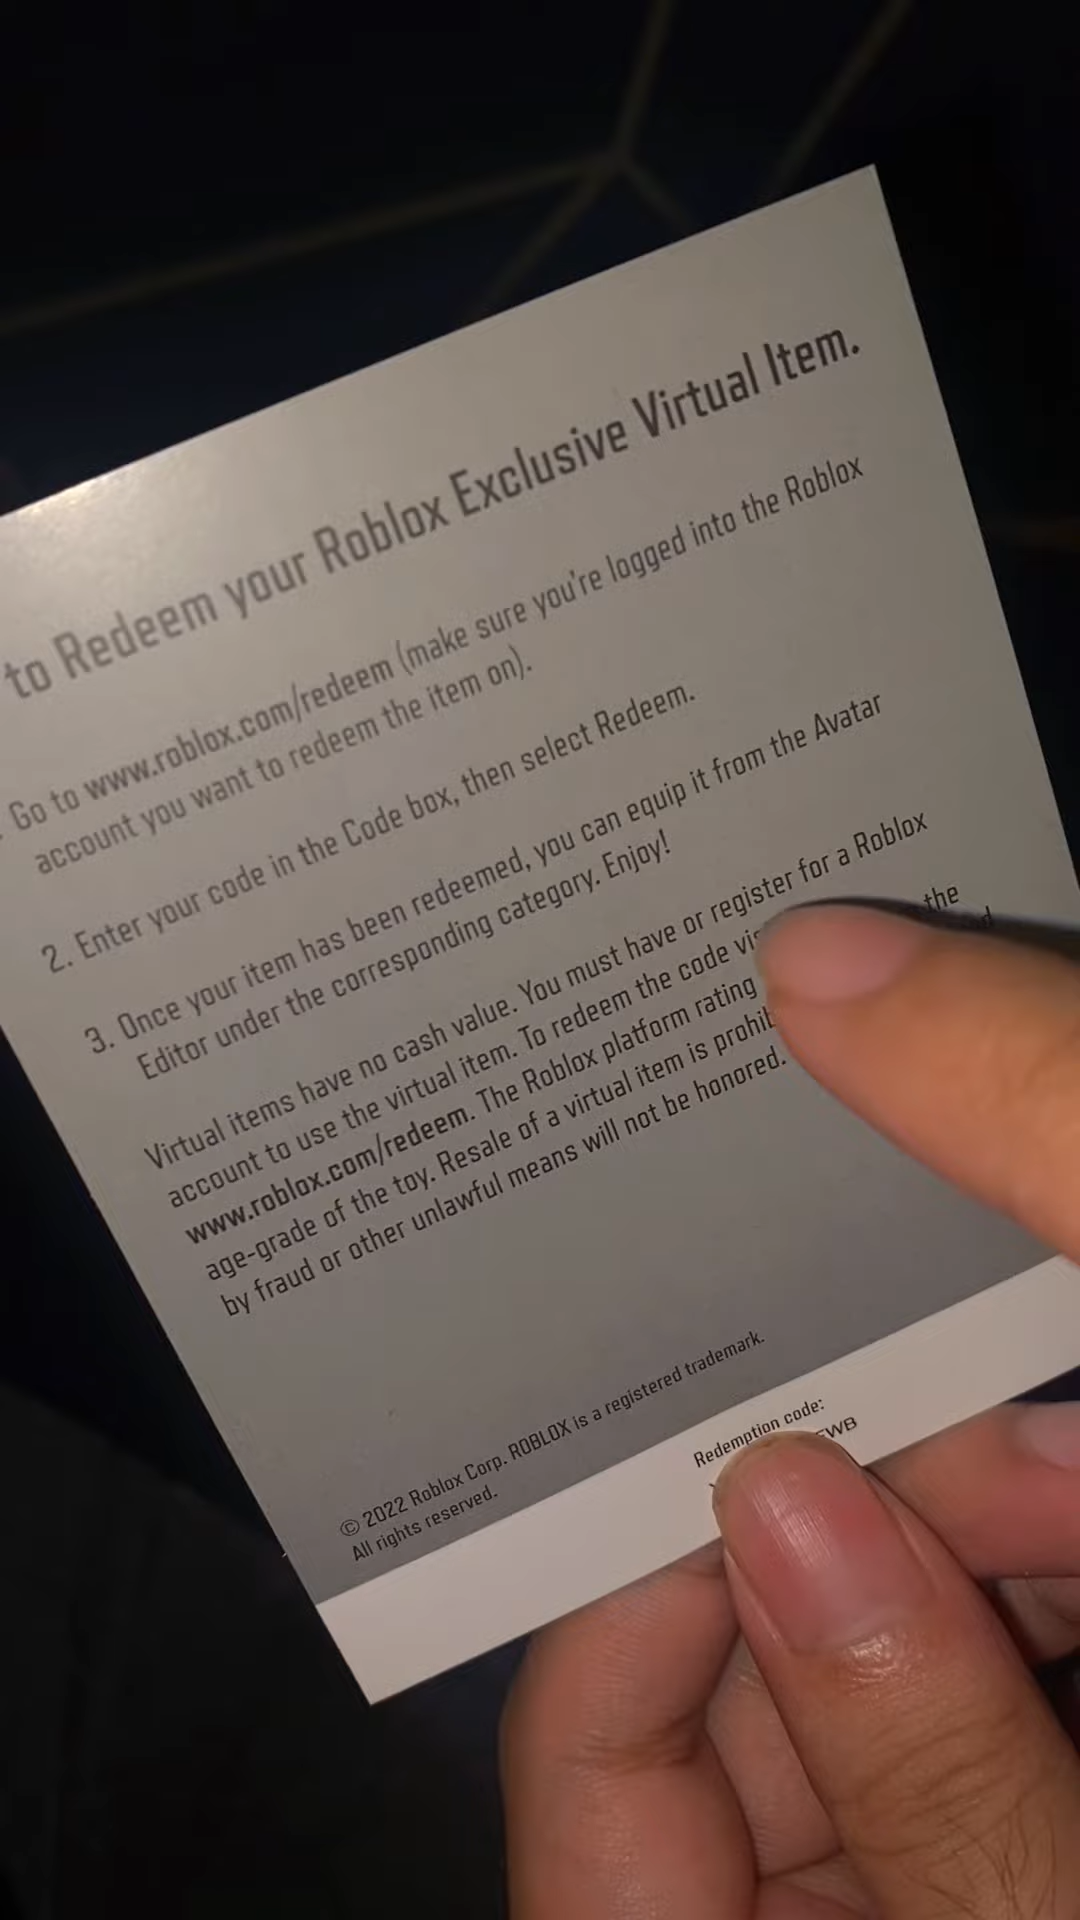 to Redeem your Roblox Exclusive Virtual Item.
Go to www.roblox.com/redeem (make sure you're logged into the Roblox
account you want to redeem the item on).
2. Enter your code in the Code box, then select Redeem.
3. Once your item has been redeemed, you can equip it from the Avatar
Editor under the corresponding category. Enjoy!
Virtual items have no cash value. You must have or register for a Roblox
account to use the virtual item. To redeem the code the
www.roblox.com/redeem. The Roblox platform rating
age-grade of the toy. Resale of a virtual item is
by fraud or other unlawful means will not be honored.
© 2022 Roblox Corp. ROBLOX is a registered trademark.
All rights reserved.
Redemption code: